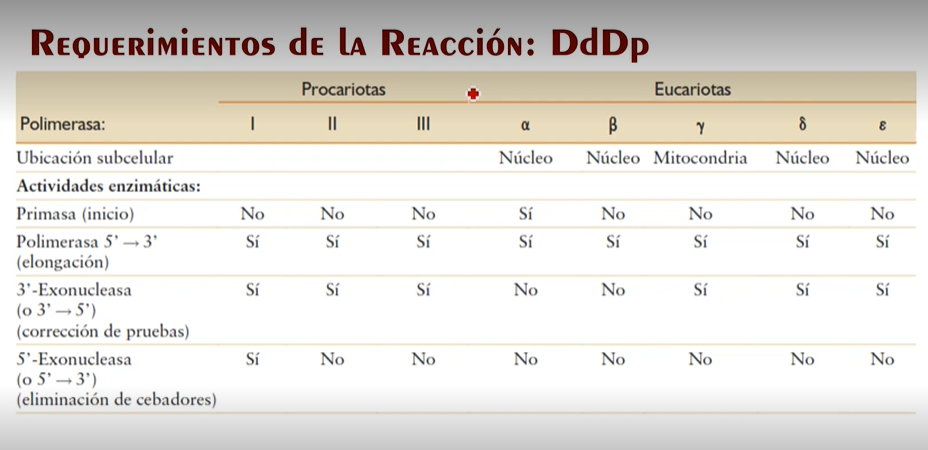 Requerimientos de la Reacción: DdDp
Procariotas Eucariotas
Polimerasa: I II III α β γ δ ε
Ubicación subcelular Núcleo Núcleo Mitocondria Núcleo Núcleo
Actividades enzimáticas:
Primasa (inicio) No No No Sí No No No No
Polimerasa 5’ → 3’ Sí Sí Sí Sí Sí Sí Sí Sí
(elongación)
3’-Exonucleasa Sí Sí Sí No No Sí Sí Sí
(o 3’ → 5’)
(corrección de pruebas)
5’-Exonucleasa Sí No No No No No No No
(o 5’ → 3’)
(eliminación de cebadores)